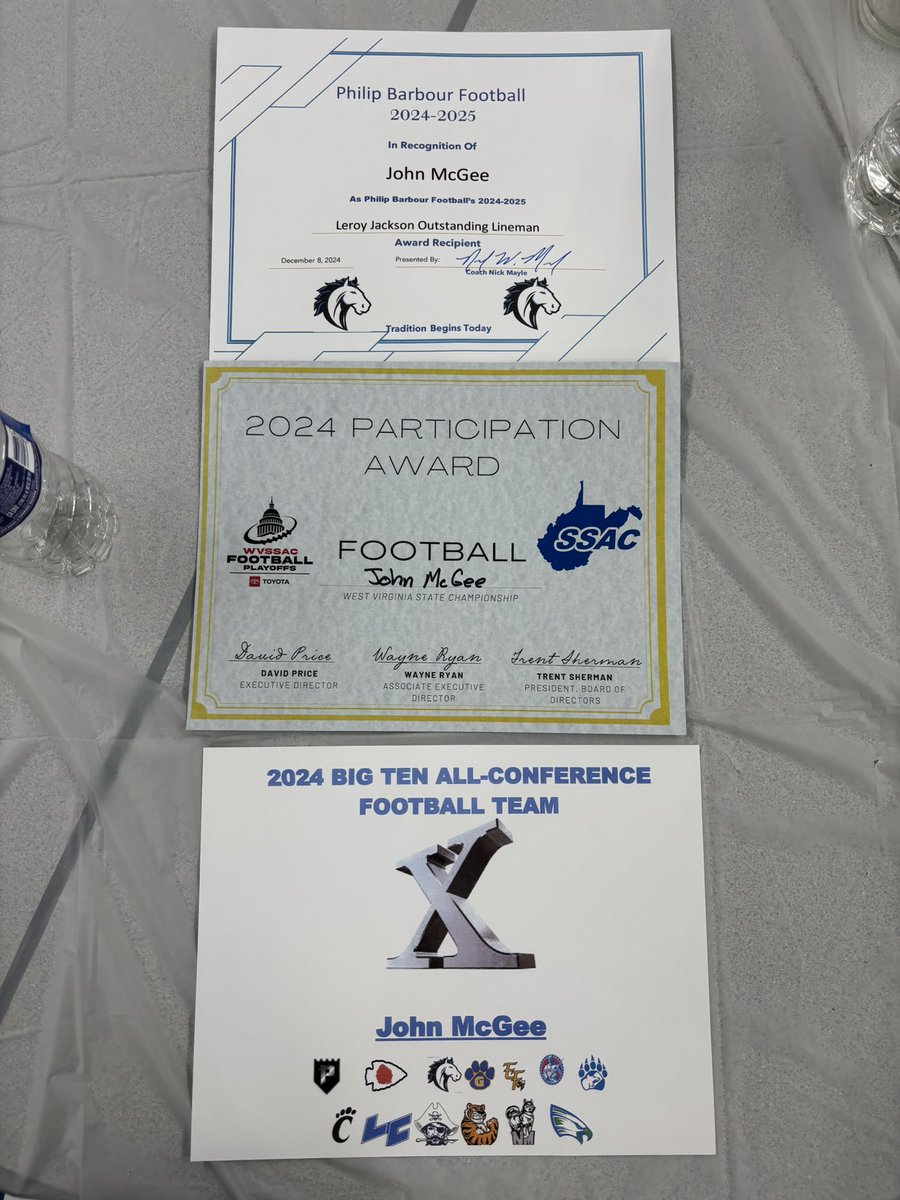 Philip Barbour Football
2024-2025
In Recognition Of
John McGee
As Philip Barbour Football's 2024-2025
Leroy Jackson Outstanding Lineman
Award Recipient
December 8, 2024
Presented By:
Coach Nick Mayle
Tradition Begins Today
2024 PARTICIPATION
AWARD
WVSSAC
FOOTBALL
PLAYOFFS
TOYOTA
FOOTBALL
SSAC
John McGee
WEST VIRGINIA STATE CHAMPIONSHIP
David Price
Wayne Ryan
Trent Sherman
DAVID PRICE
EXECUTIVE DIRECTOR
WAYNE RYAN
ASSOCIATE EXECUTIVE
DIRECTOR
TRENT SHERMAN
PRESIDENT, BOARD OF
DIRECTORS
2024 BIG TEN ALL-CONFERENCE
FOOTBALL TEAM
X
John McGee
P
G
C
LC